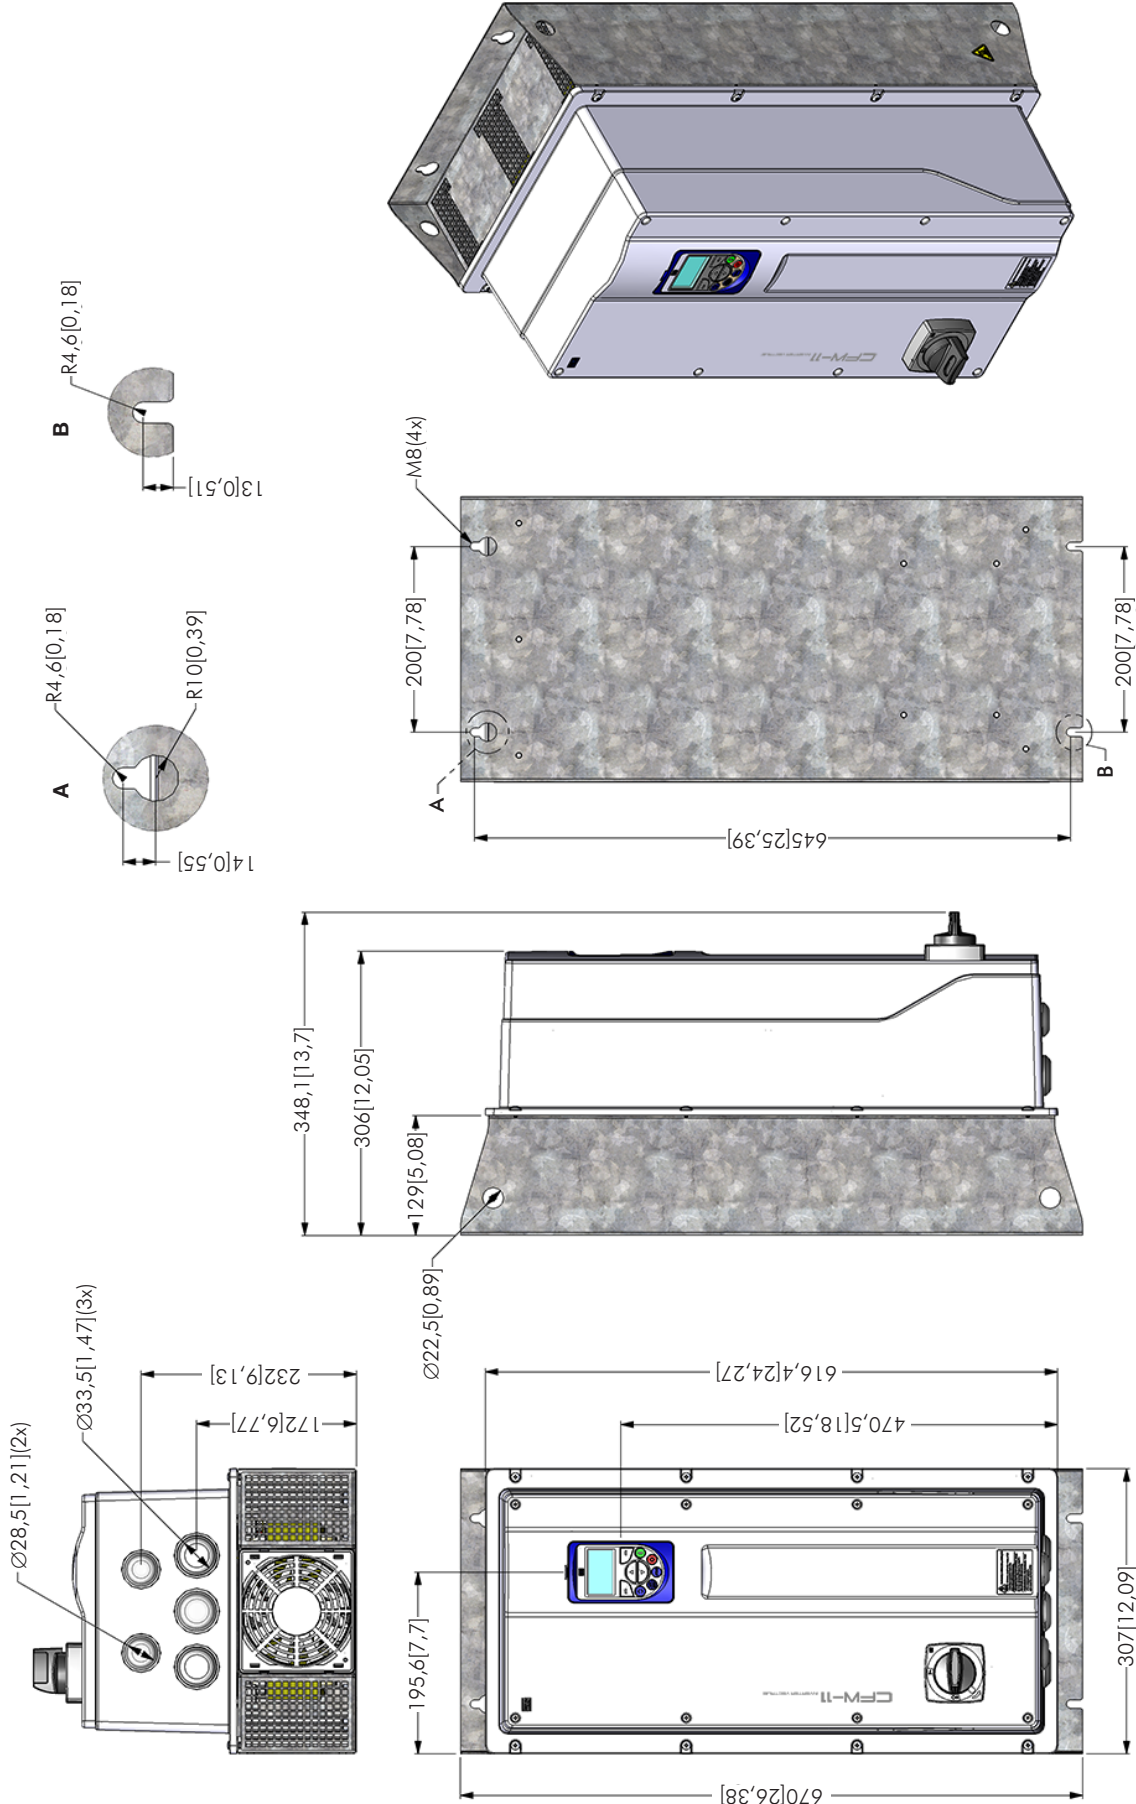 B
R4,6[0,18]
13[0,51]
A
R4,6[0,18]
R10[0,39]
14[0,55]
M8(4x)
200[7,78]
200[7,78]
A
B
645[25,39]
CFW-11
348,1[13,7]
306[12,05]
129[5,08]
Ø22,5[0,89]
Ø28,5[1,21](2x)
Ø33,5[1,47](3x)
232[9,13]
172[6,77]
616,4[24,27]
470,5[18,52]
195,6[7,7]
CFW-11
307[12,09]
670[26,38]